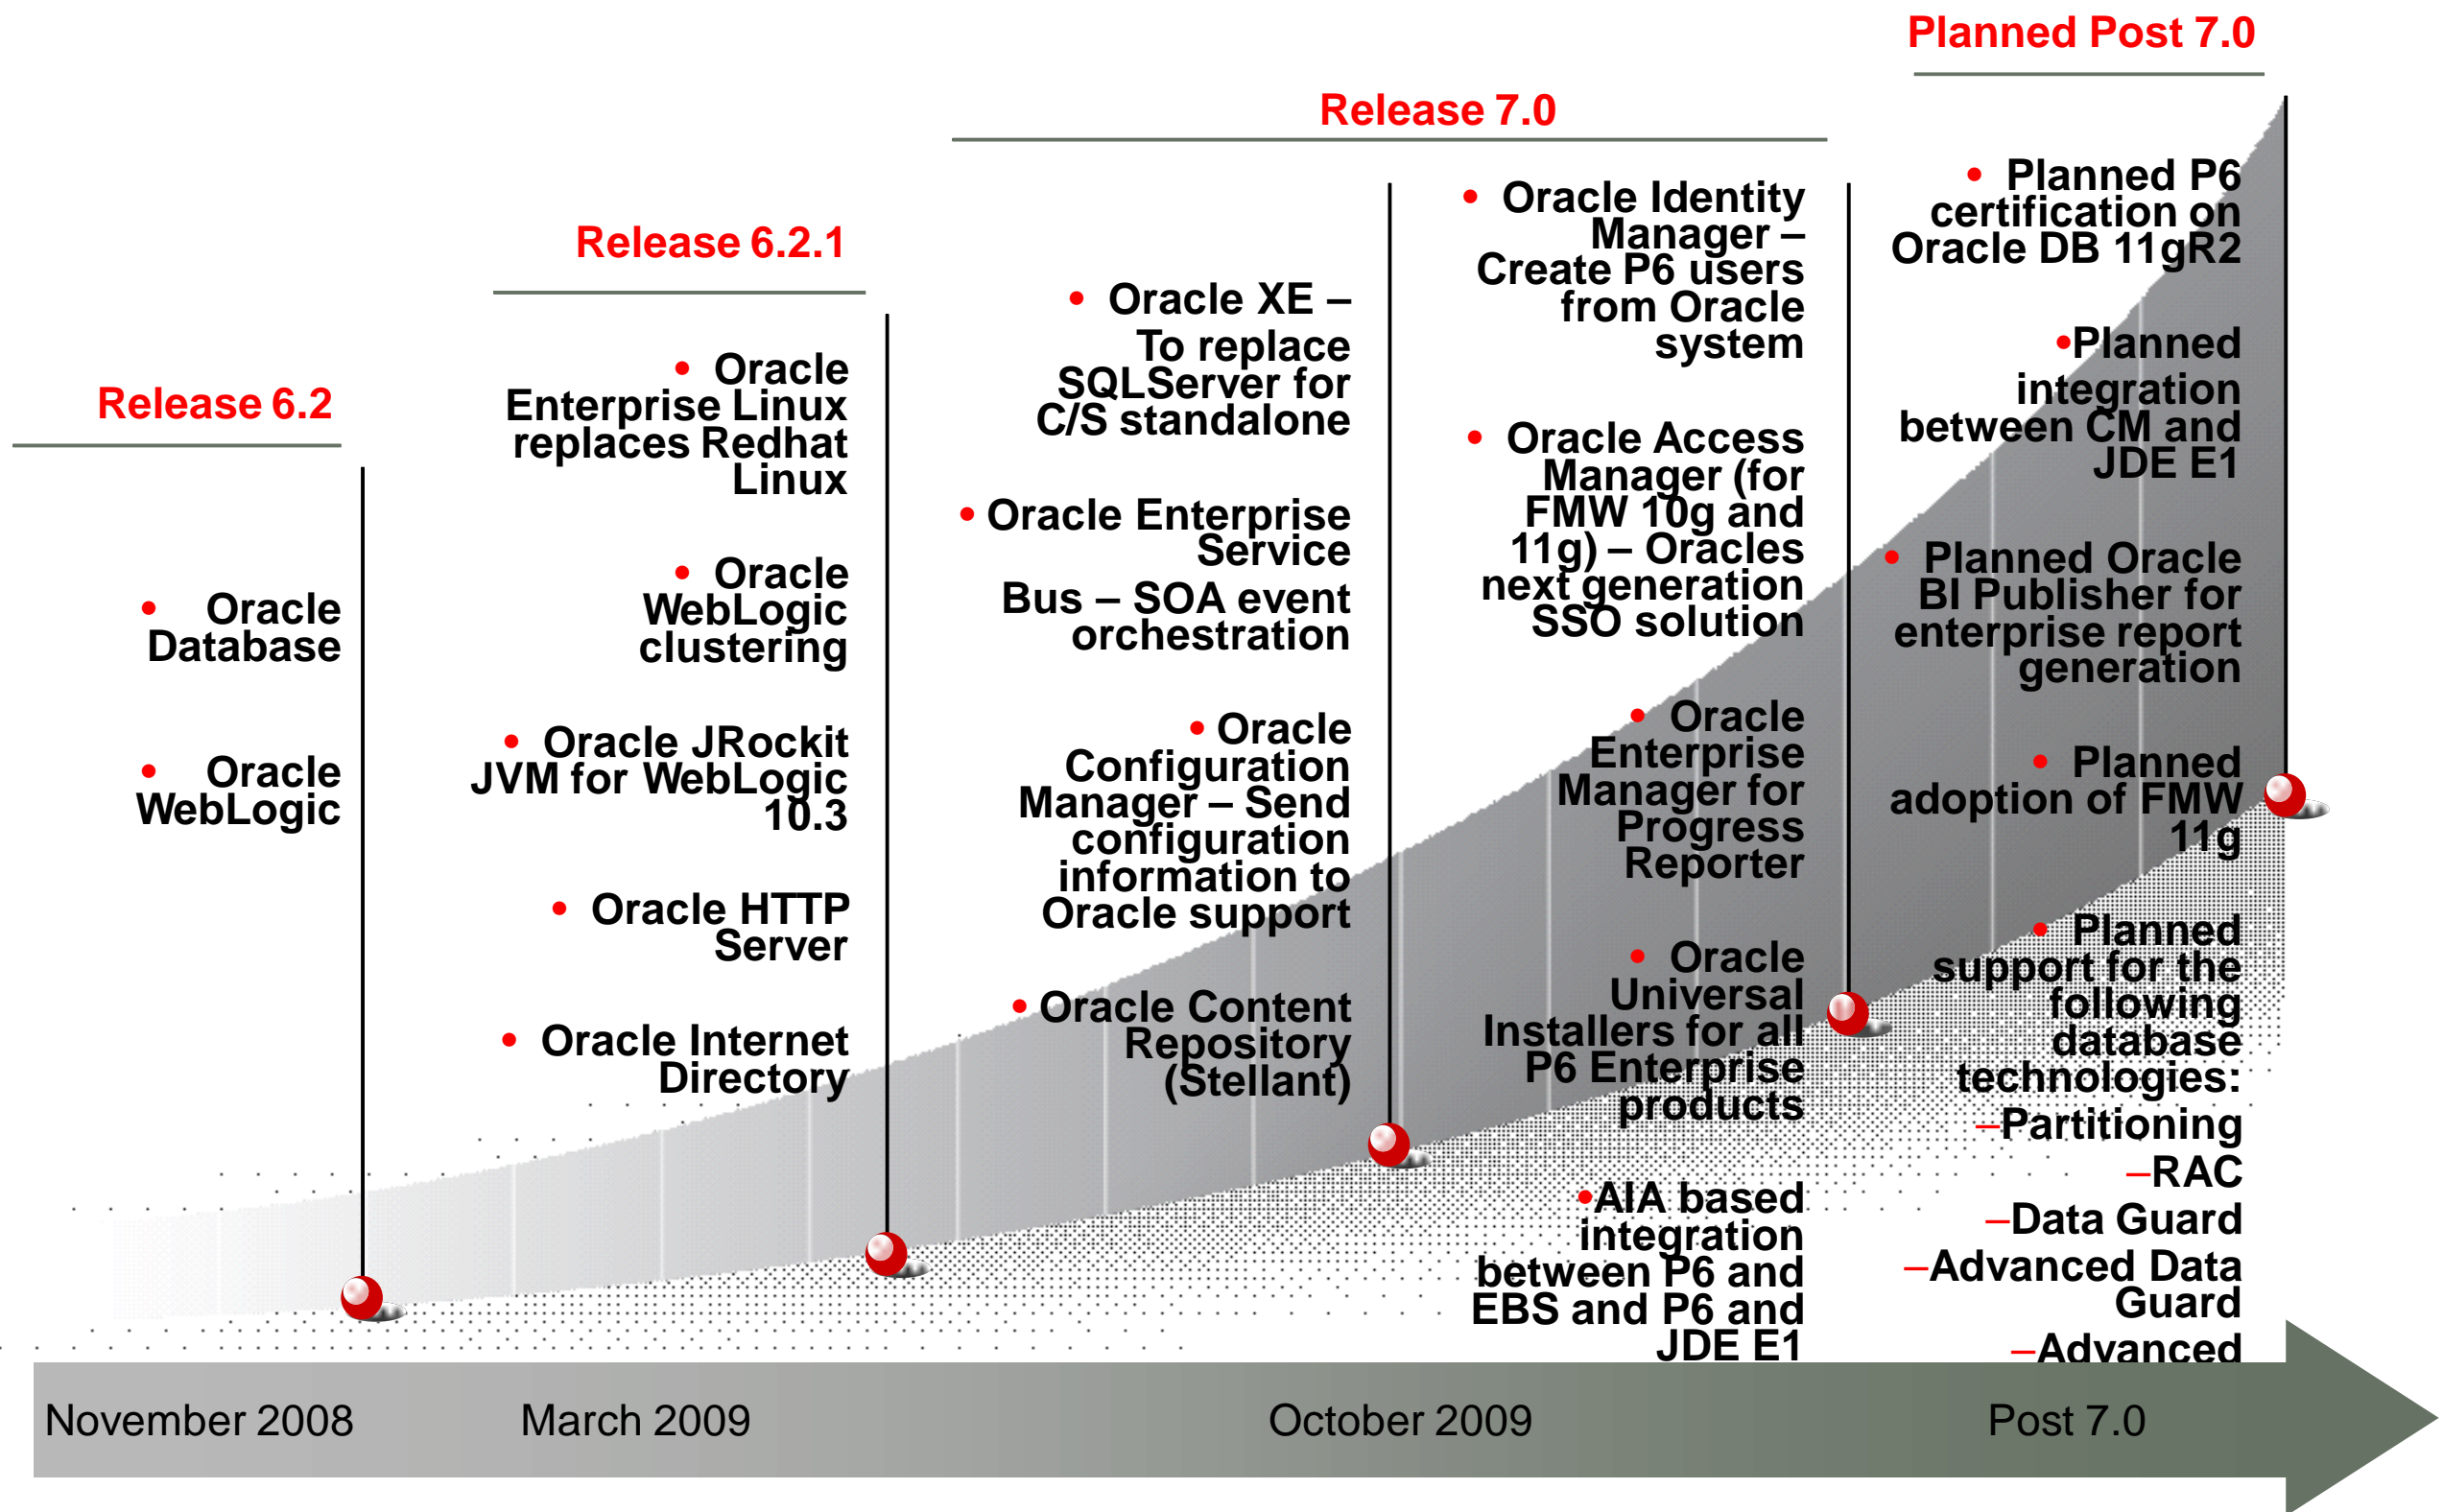 Planned Post 7.0
Release 7.0
Release 6.2.1
Release 6.2
• Oracle
Database
• Oracle
WebLogic
• Oracle
Enterprise Linux
replaces Redhat
Linux
• Oracle
WebLogic
clustering
• Oracle JRockit
JVM for WebLogic
10.3
• Oracle HTTP
Server
• Oracle Internet
Directory
• Oracle XE –
To replace
SQLServer for
C/S standalone
• Oracle Enterprise
Service
Bus – SOA event
orchestration
• Oracle
Configuration
Manager – Send
configuration
information to
Oracle support
• Oracle Content
Repository
(Stellant)
• Oracle Identity
Manager –
Create P6 users
from Oracle
system
• Oracle Access
Manager (for
FMW 10g and
11g) – Oracles
next generation
SSO solution
• Oracle
Enterprise
Manager for
Progress
Reporter
• Oracle
Universal
Installers for all
P6 Enterprise
products
•AIA based
integration
between P6 and
EBS and P6 and
JDE E1
• Planned P6
certification on
Oracle DB 11gR2
•Planned
integration
between CM and
JDE E1
• Planned Oracle
BI Publisher for
enterprise report
generation
• Planned
adoption of FMW
11g
• Planned
support for the
following
database
technologies:
–Partitioning
–RAC
–Data Guard
–Advanced Data
Guard
–Advanced
November 2008
March 2009
October 2009
Post 7.0